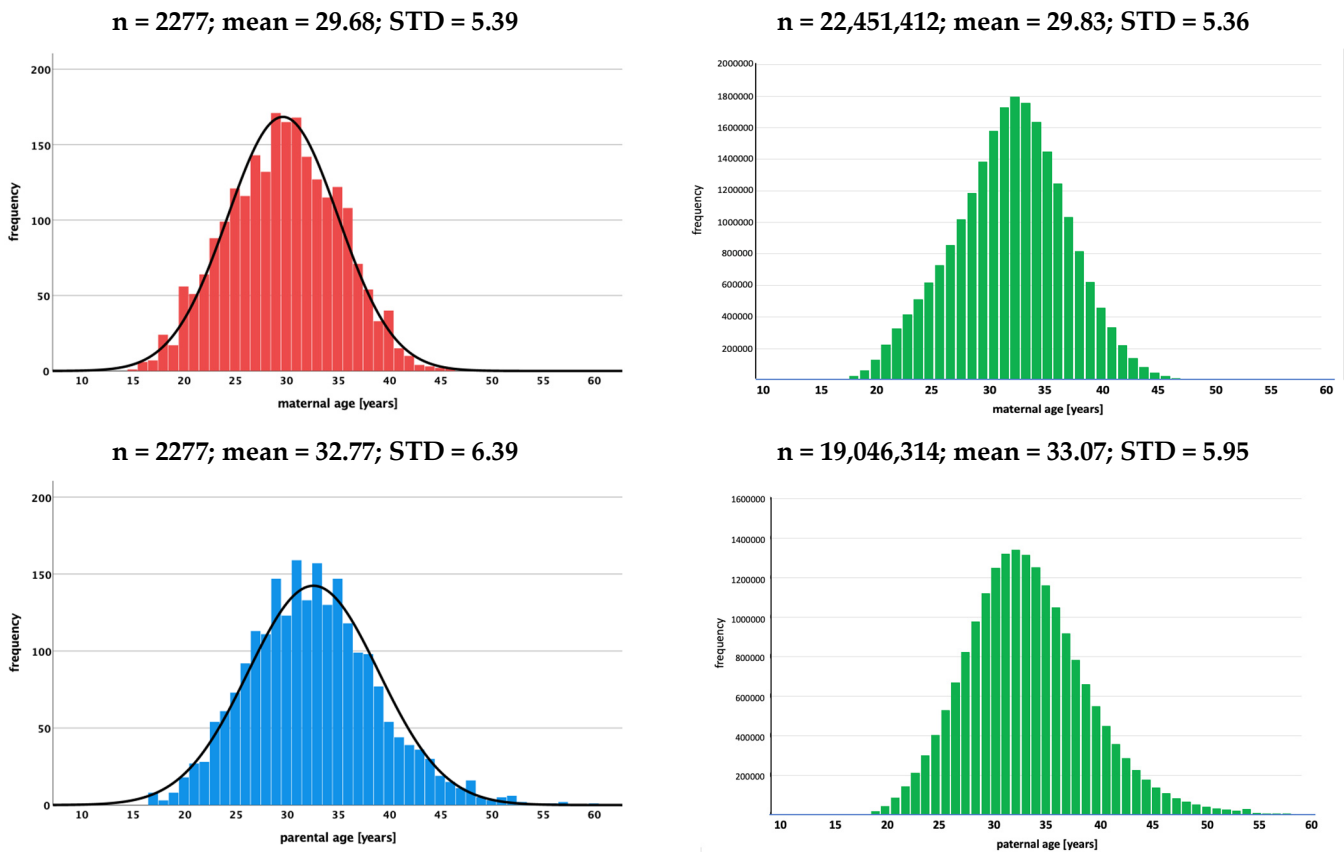 n = 2277; mean = 29.68; STD = 5.39
200
150
100
50
0
frequency
10 15 20 25 30 35 40 45 50 55 60
maternal age [years]
n = 22,451,412; mean = 29.83; STD = 5.36
2000000
1800000
1600000
1400000
1200000
1000000
800000
600000
400000
200000
frequency
10 15 20 25 30 35 40 45 50 55 60
maternal age [years]
n = 2277; mean = 32.77; STD = 6.39
200
150
100
50
0
frequency
10 15 20 25 30 35 40 45 50 55 60
parental age [years]
n = 19,046,314; mean = 33.07; STD = 5.95
1600000
1400000
1200000
1000000
800000
600000
400000
200000
frequency
10 15 20 25 30 35 40 45 50 55 60
paternal age [years]